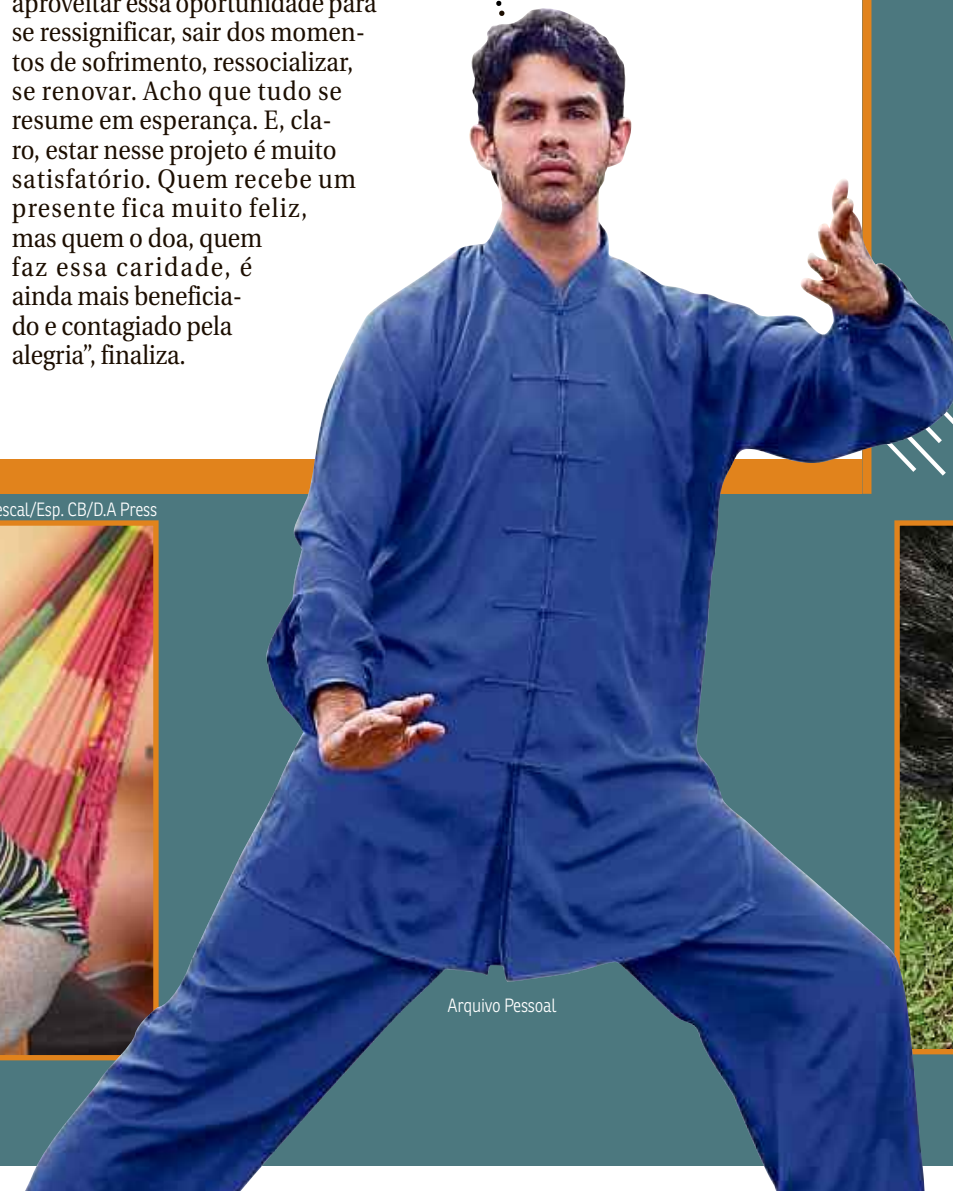 aproveitar essa oportunidade para
se ressignificar, sair dos momen-
tos de sofrimento, ressocializar,
se renovar. Acho que tudo se
resume em esperança. E, cla-
ro, estar nesse projeto é muito
satisfatório. Quem recebe um
presente fica muito feliz,
mas quem o doa, quem
faz essa caridade, é
ainda mais beneficia-
do e contagiado pela
alegria”, finaliza.
/Esp. CB/D.A Press
Arquivo Pessoal